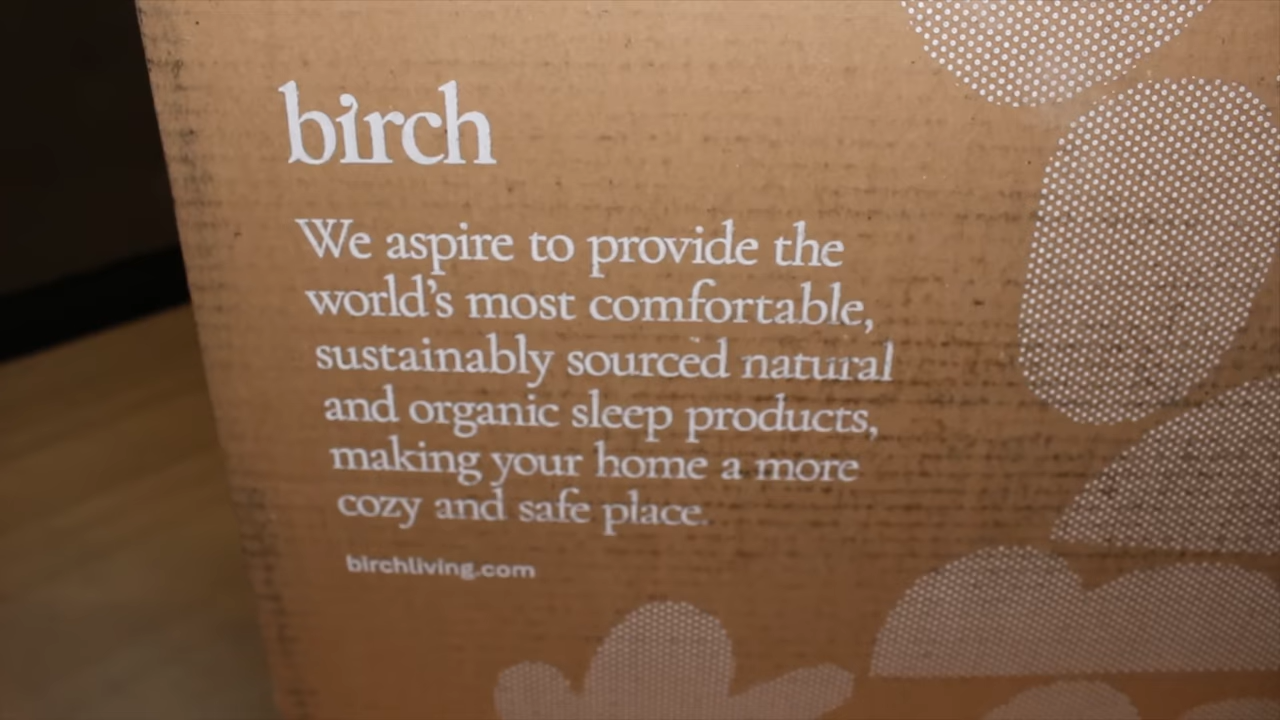 birch
We aspire to provide the
world's most comfortable,
sustainably sourced natural
and organic sleep products,
making your home a more
cozy and safe place.
birchliving.com